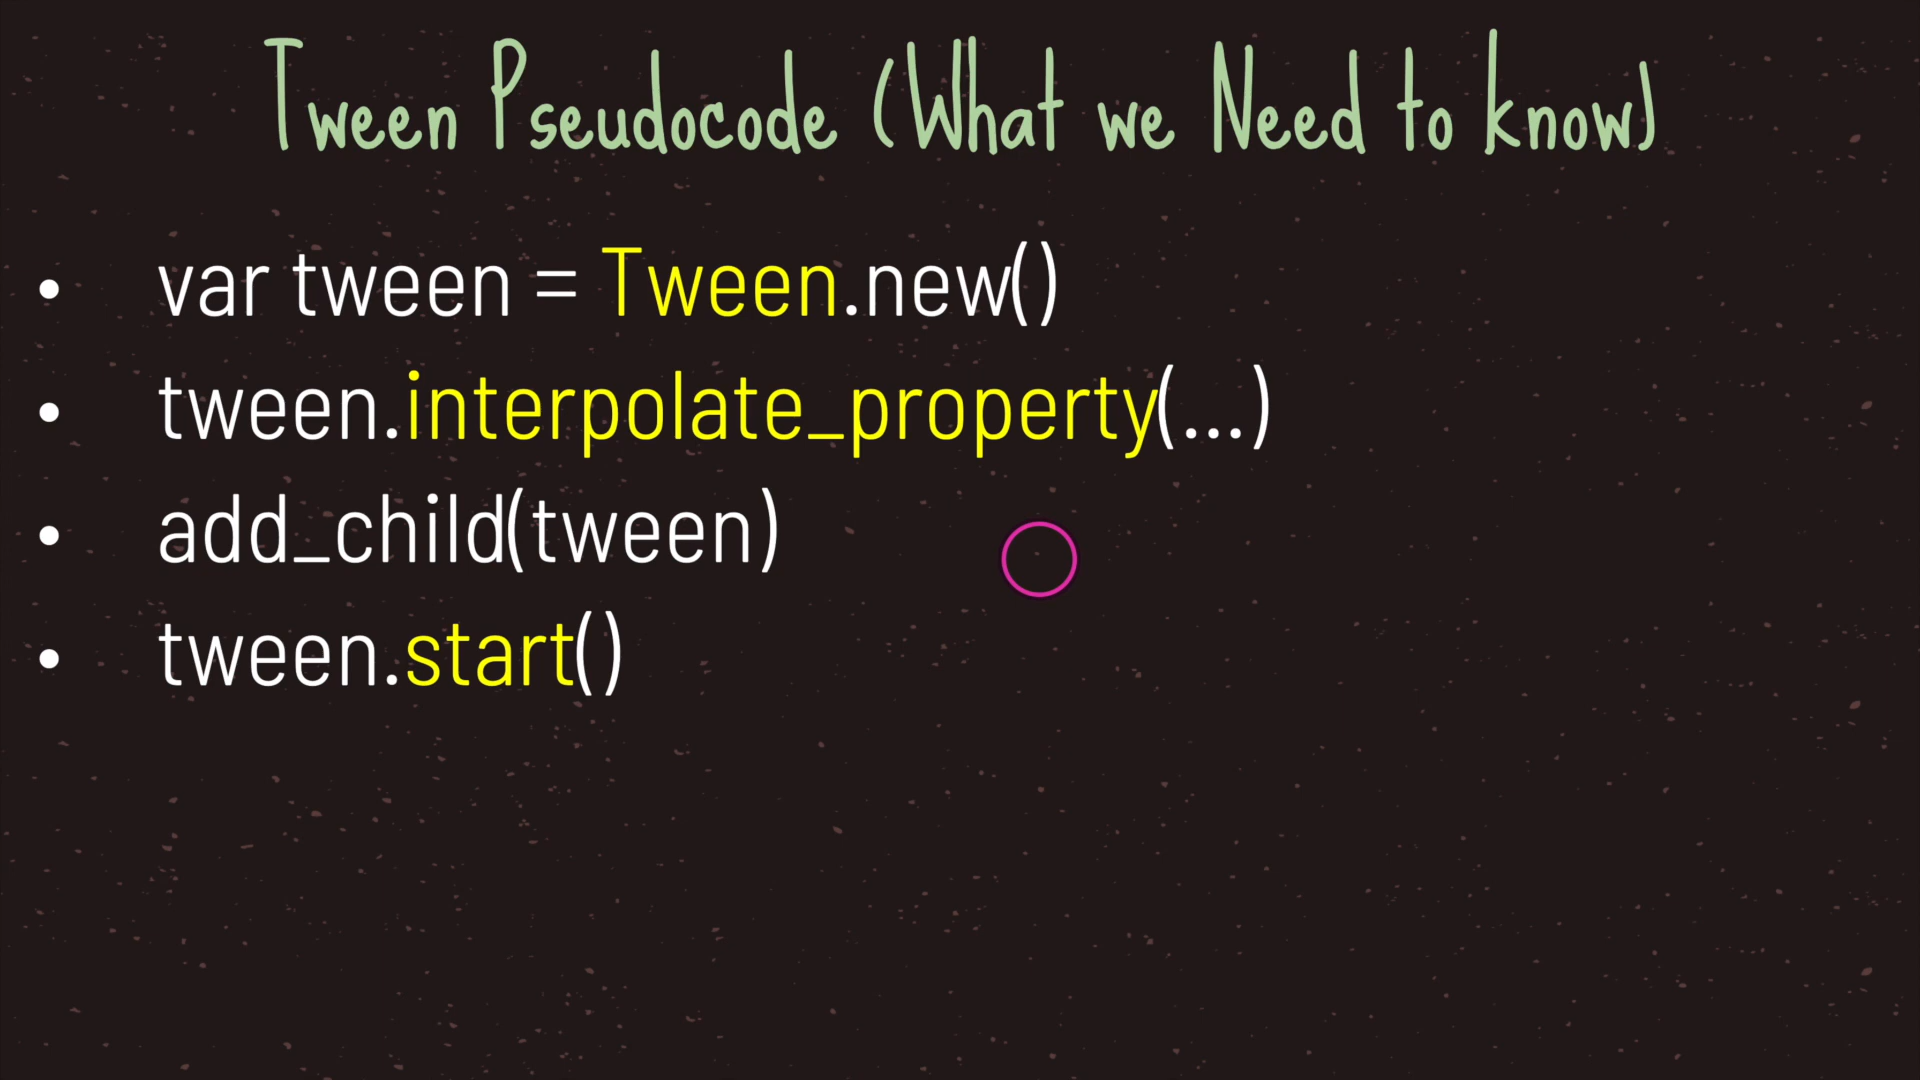 Tween Pseudocode (What we Need to know)
• var tween = Tween.new()
• tween.interpolate_property(...)
• add_child(tween)
• tween.start()